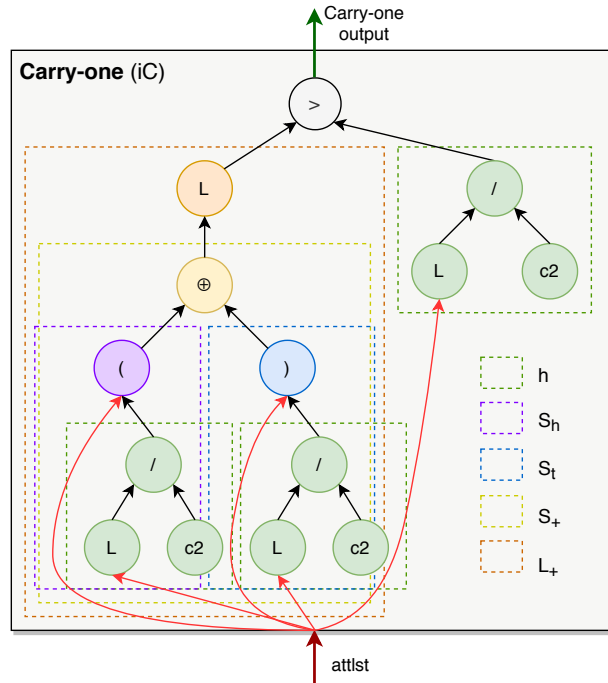 Carry-one
output
Carry-one (iC)
>
L
/
⊕
L
c2
(
)
h
S_h
/
/
S_t
S_+
L
c2
L
c2
L_+
attlst